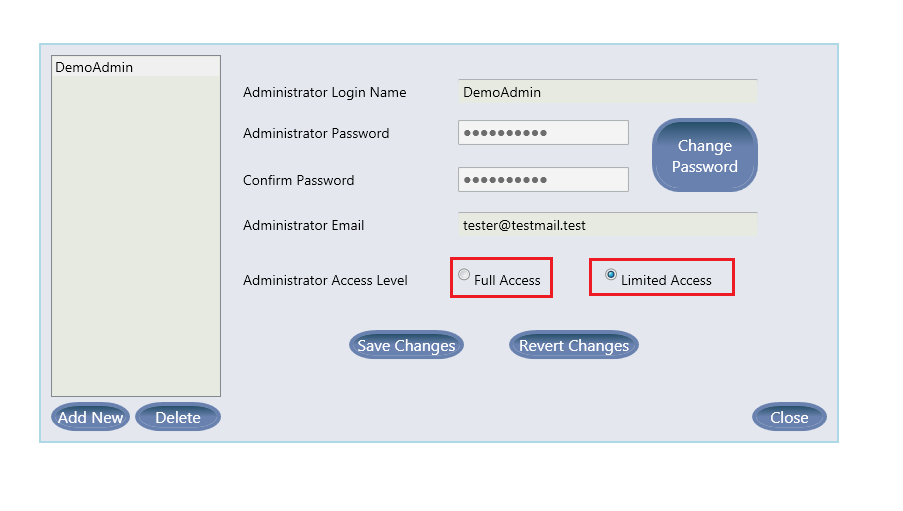 DemoAdmin
Administrator Login Name DemoAdmin
Administrator Password ●●●●●●●●●●
Change
Password
Confirm Password ●●●●●●●●●●
Administrator Email tester@testmail.test
Administrator Access Level Full Access Limited Access
Save Changes Revert Changes
Add New Delete Close